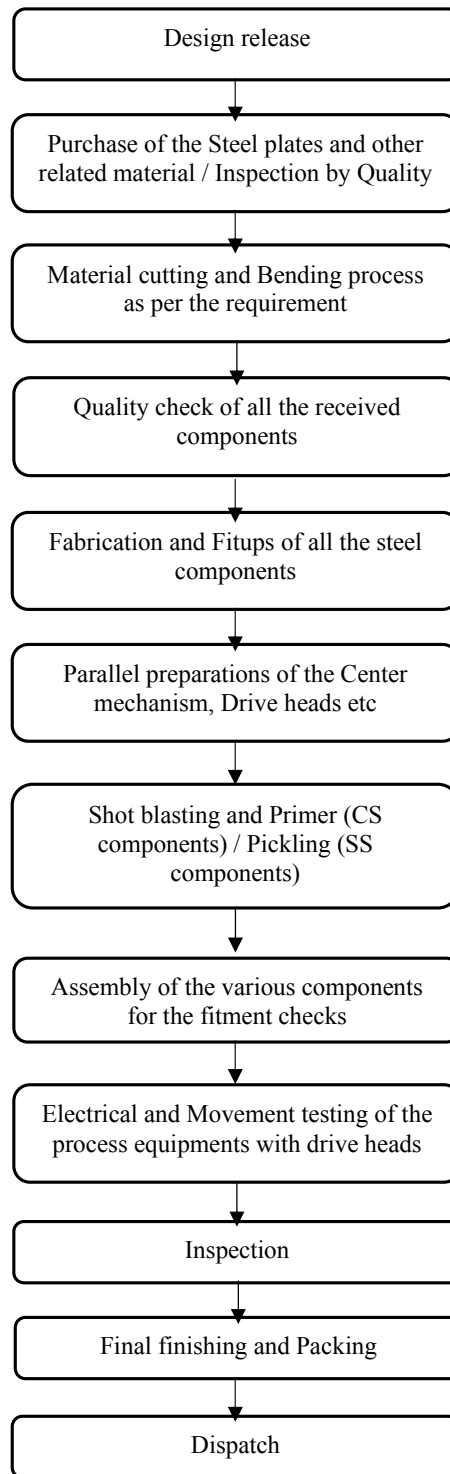 Design release
Purchase of the Steel plates and other
related material / Inspection by Quality
Material cutting and Bending process
as per the requirement
Quality check of all the received
components
Fabrication and Fitups of all the steel
components
Parallel preparations of the Center
mechanism, Drive heads etc
Shot blasting and Primer (CS
components) / Pickling (SS
components)
Assembly of the various components
for the fitment checks
Electrical and Movement testing of the
process equipments with drive heads
Inspection
Final finishing and Packing
Dispatch